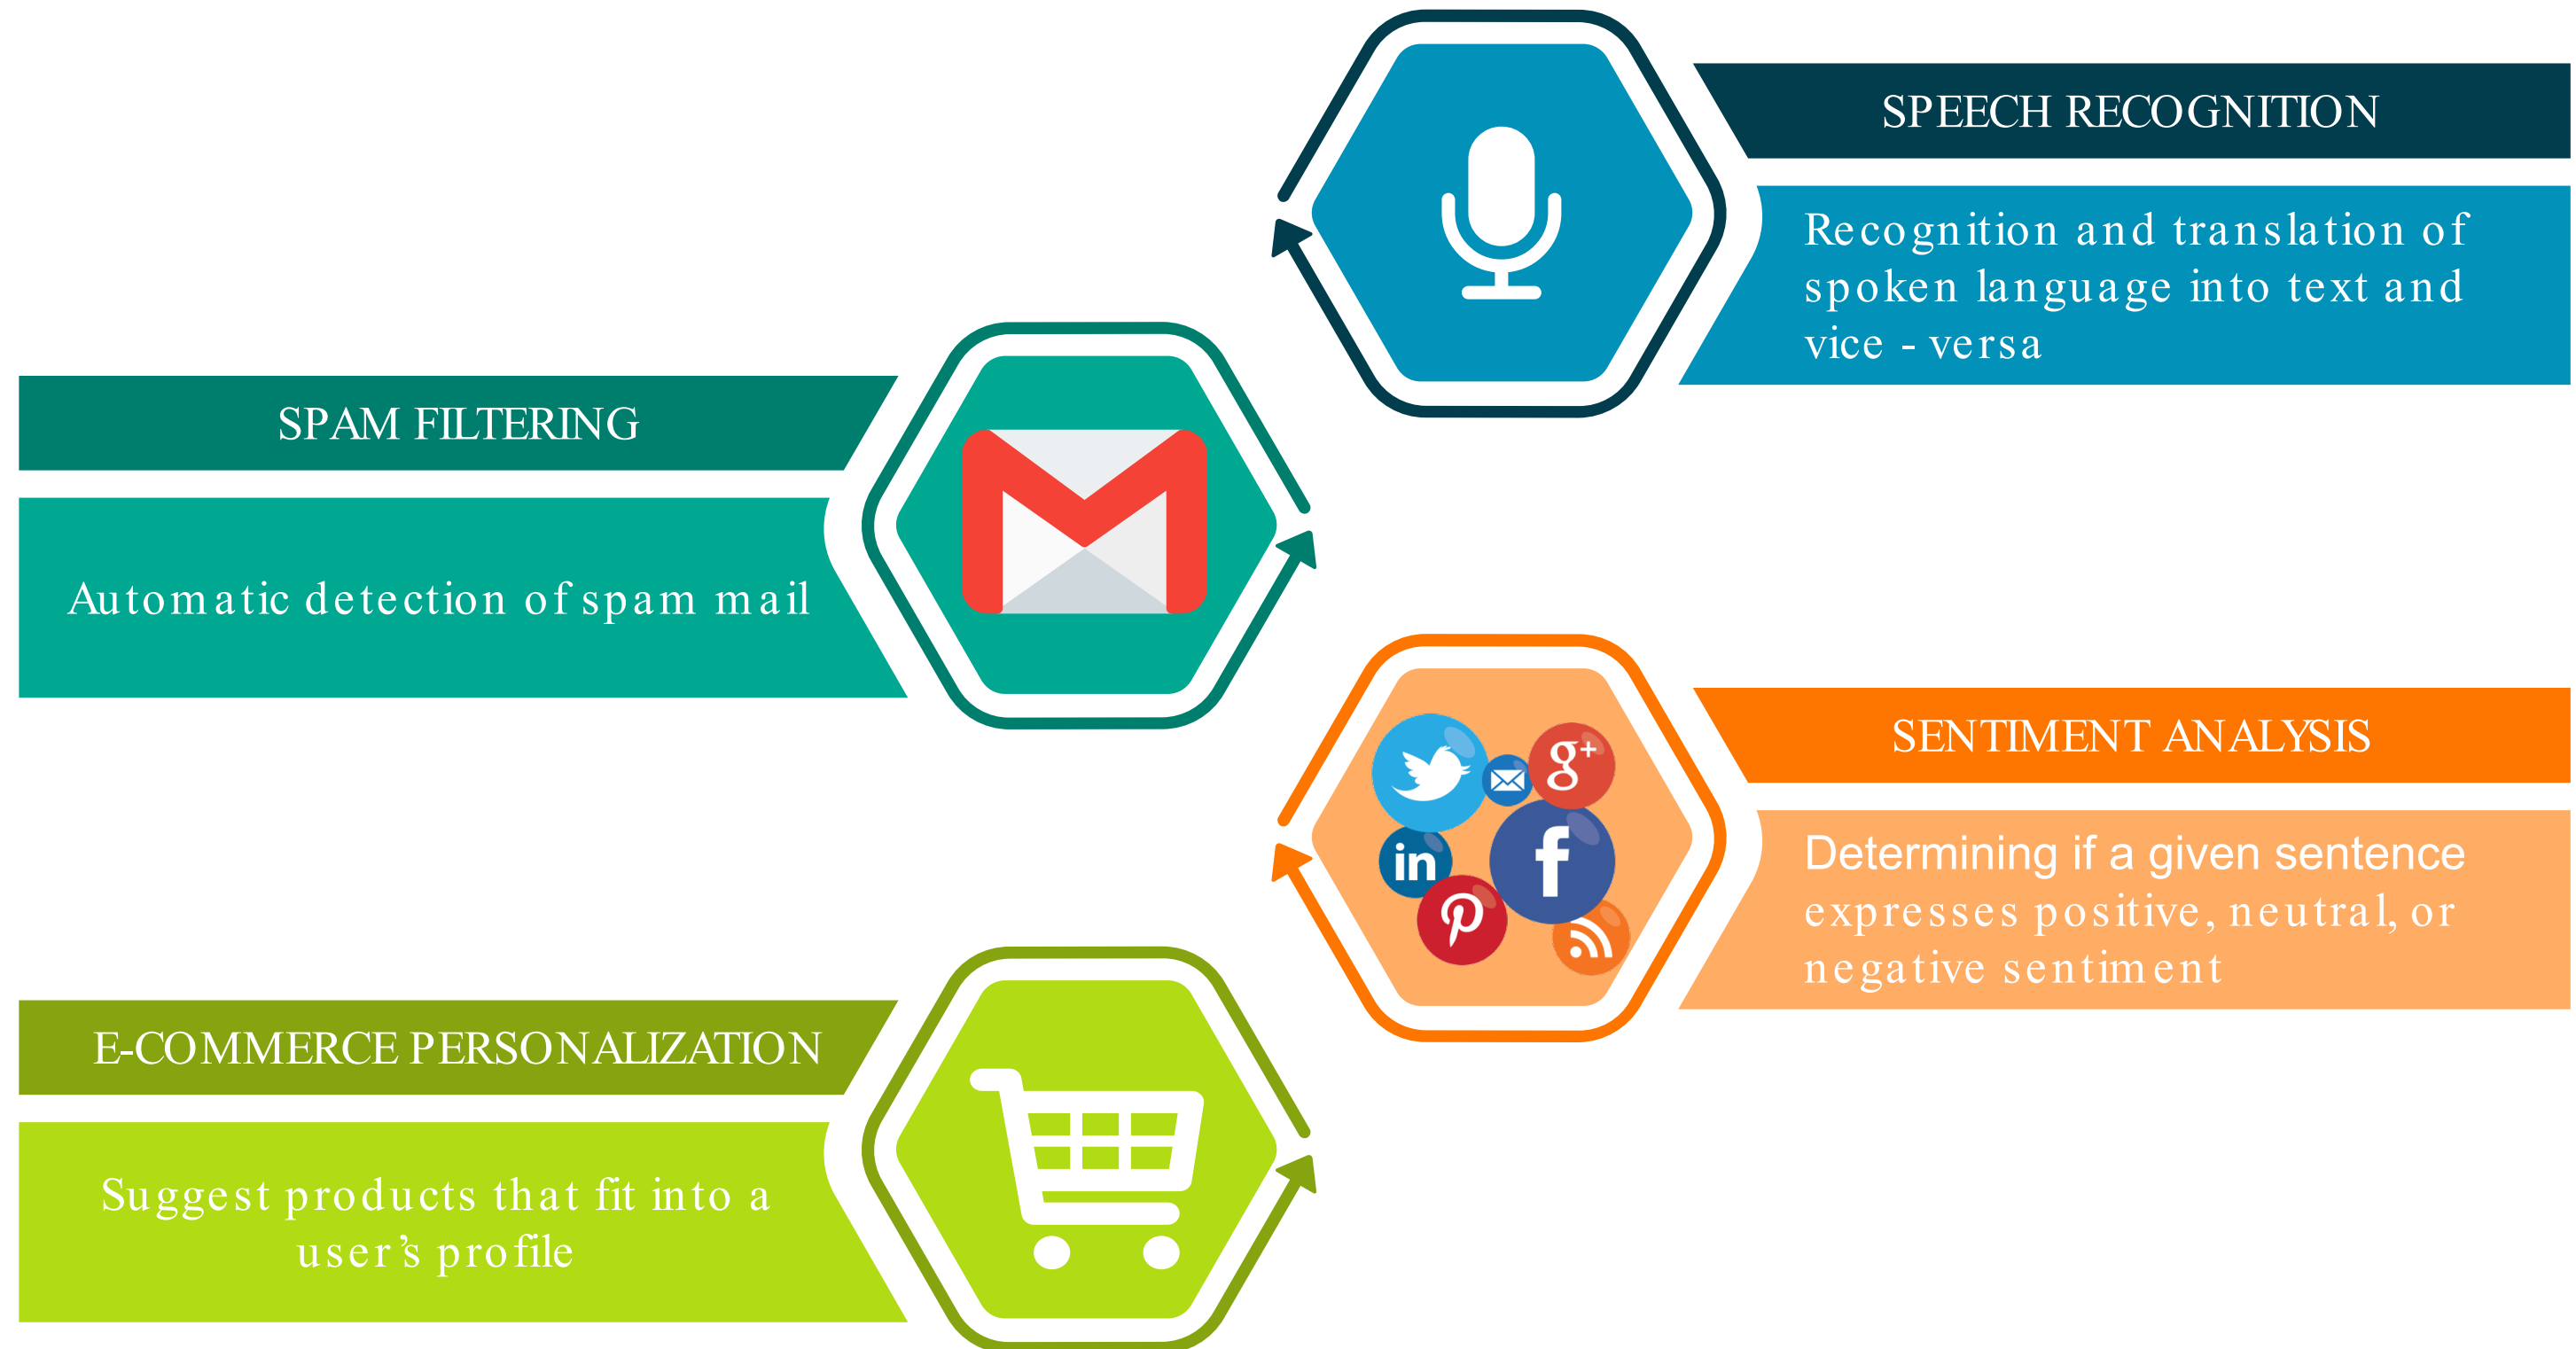 SPEECH RECOGNITION
Recognition and translation of
spoken language into text and
vice - versa
SPAM FILTERING
Automatic detection of spam mail
SENTIMENT ANALYSIS
Determining if a given sentence
expresses positive, neutral, or
negative sentiment
g+
in
f
E-COMMERCE PERSONALIZATION
Suggest products that fit into a
user’s profile